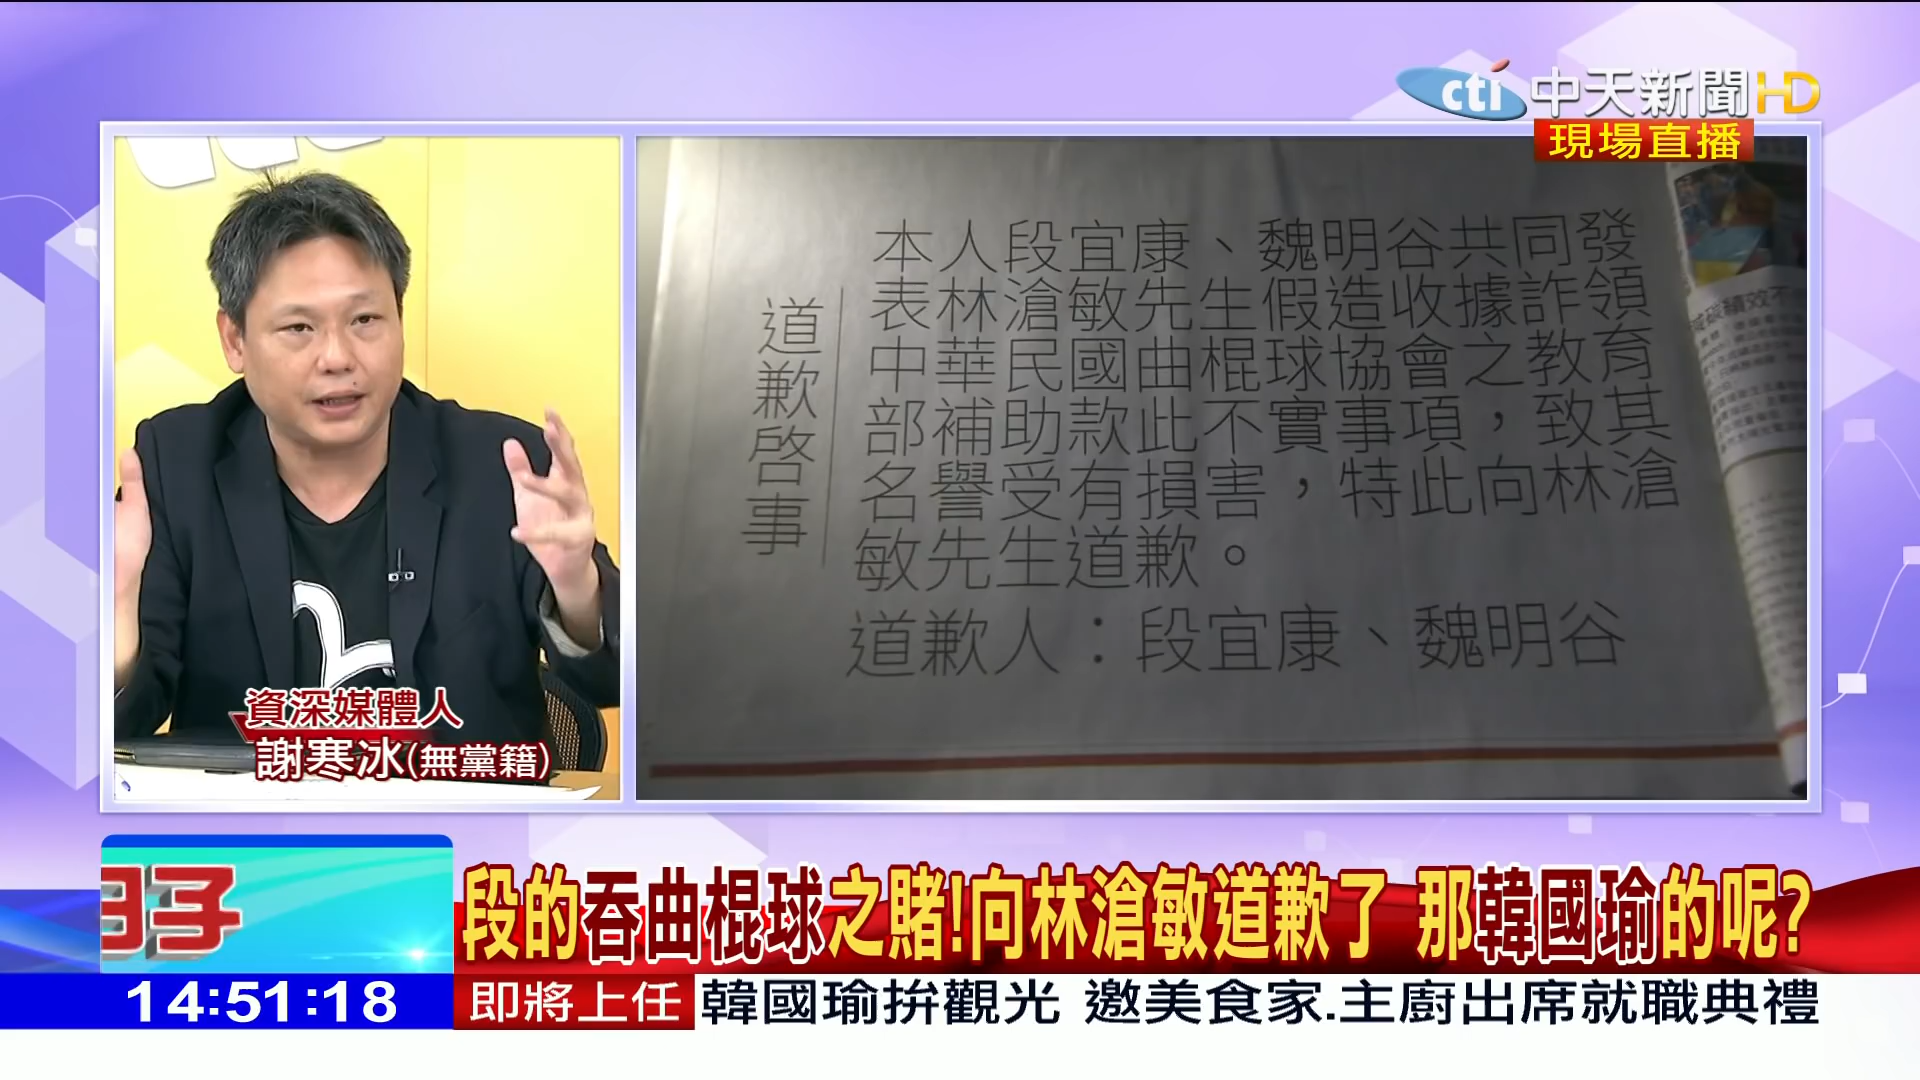 cti 中天新聞HD
現場直播
道歉啓事
本人段宜康、魏明谷共同發
表林滄敏先生假造收據詐領
中華民國曲棍球協會之教育
部補助款此不實事項，致其
名譽受有損害，特此向林滄
敏先生道歉。
道歉人：段宜康、魏明谷
資深媒體人
謝寒冰(無黨籍)
段的吞曲棍球之賭!向林滄敏道歉了 那韓國瑜的呢?
14:51:18
即將上任 韓國瑜拚觀光 邀美食家.主廚出席就職典禮